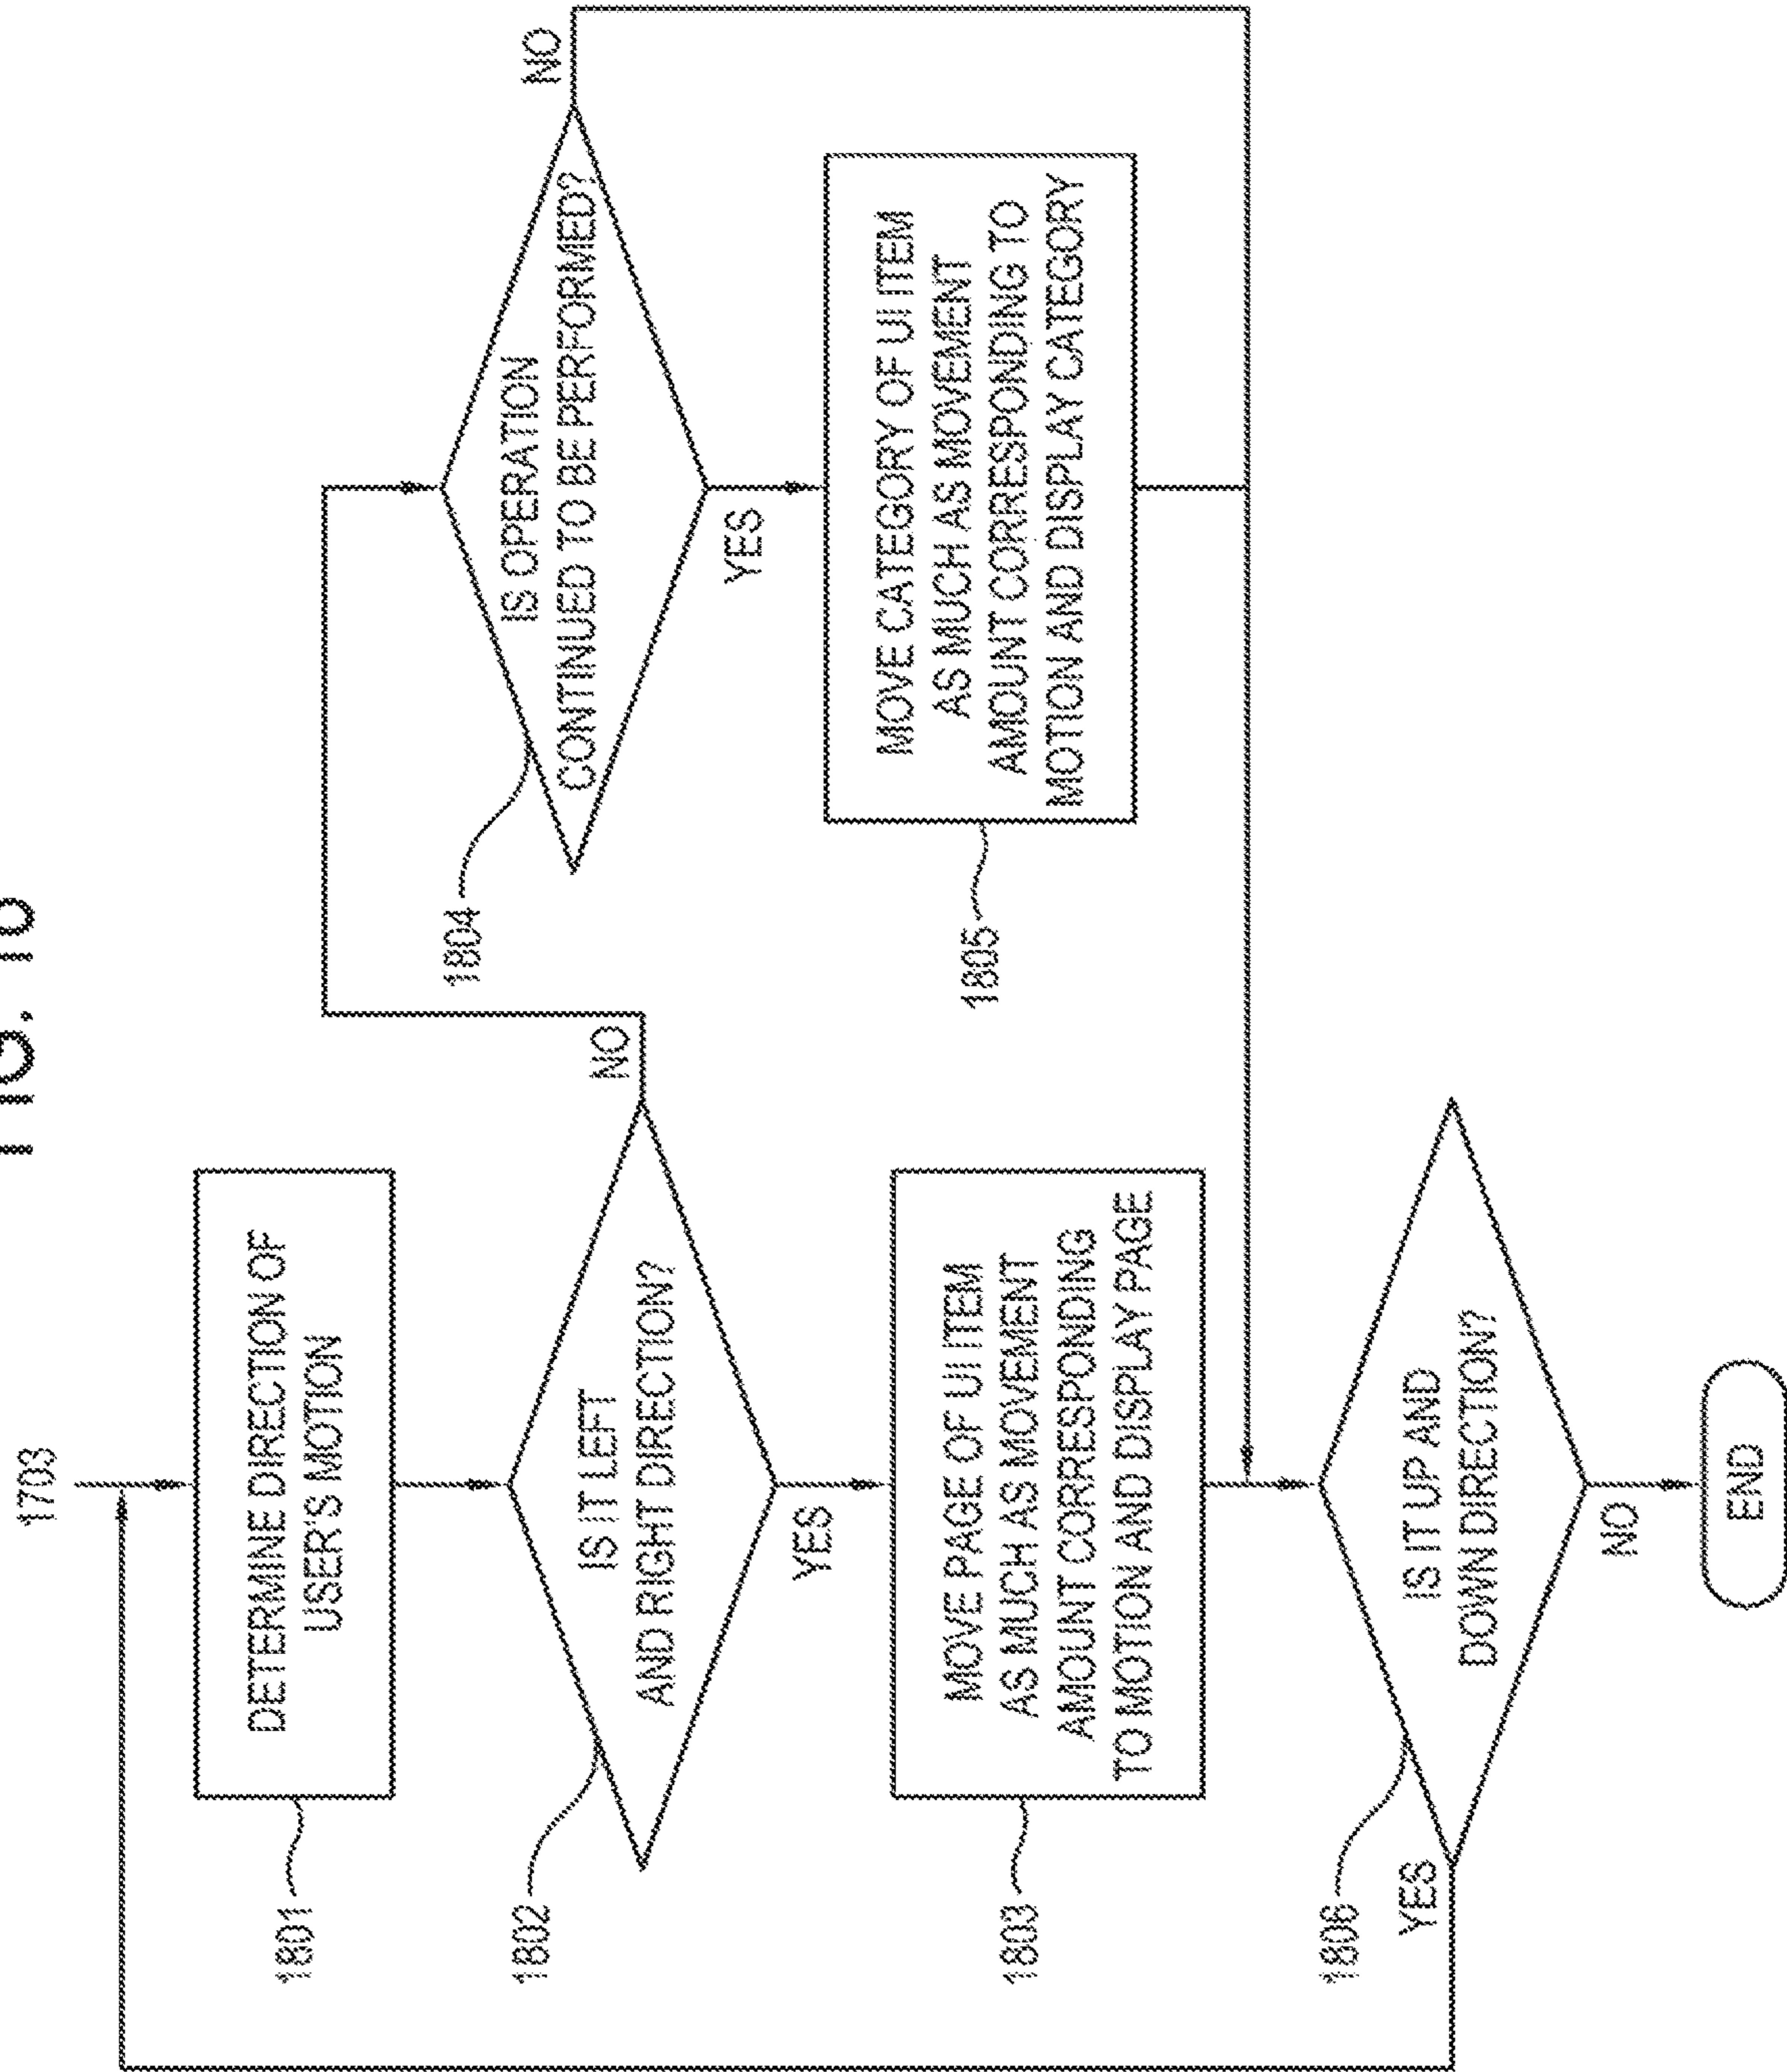 FIG.
1703
1801
DETERMINE DIRECTION OF
USER'S MOTION
1802
IS IT LEFT
AND RIGHT DIRECTION?
NO
YES
1803
MOVE PAGE OF UI ITEM
AS MUCH AS MOVEMENT
AMOUNT CORRESPONDING
TO MOTION AND DISPLAY PAGE
1804
IS OPERATION
CONTINUED TO BE PERFORMED?
NO
YES
1805
MOVE CATEGORY OF UI ITEM
AS MUCH AS MOVEMENT
AMOUNT CORRESPONDING TO
MOTION AND DISPLAY CATEGORY
1806
IS IT UP AND
DOWN DIRECTION?
YES
NO
END